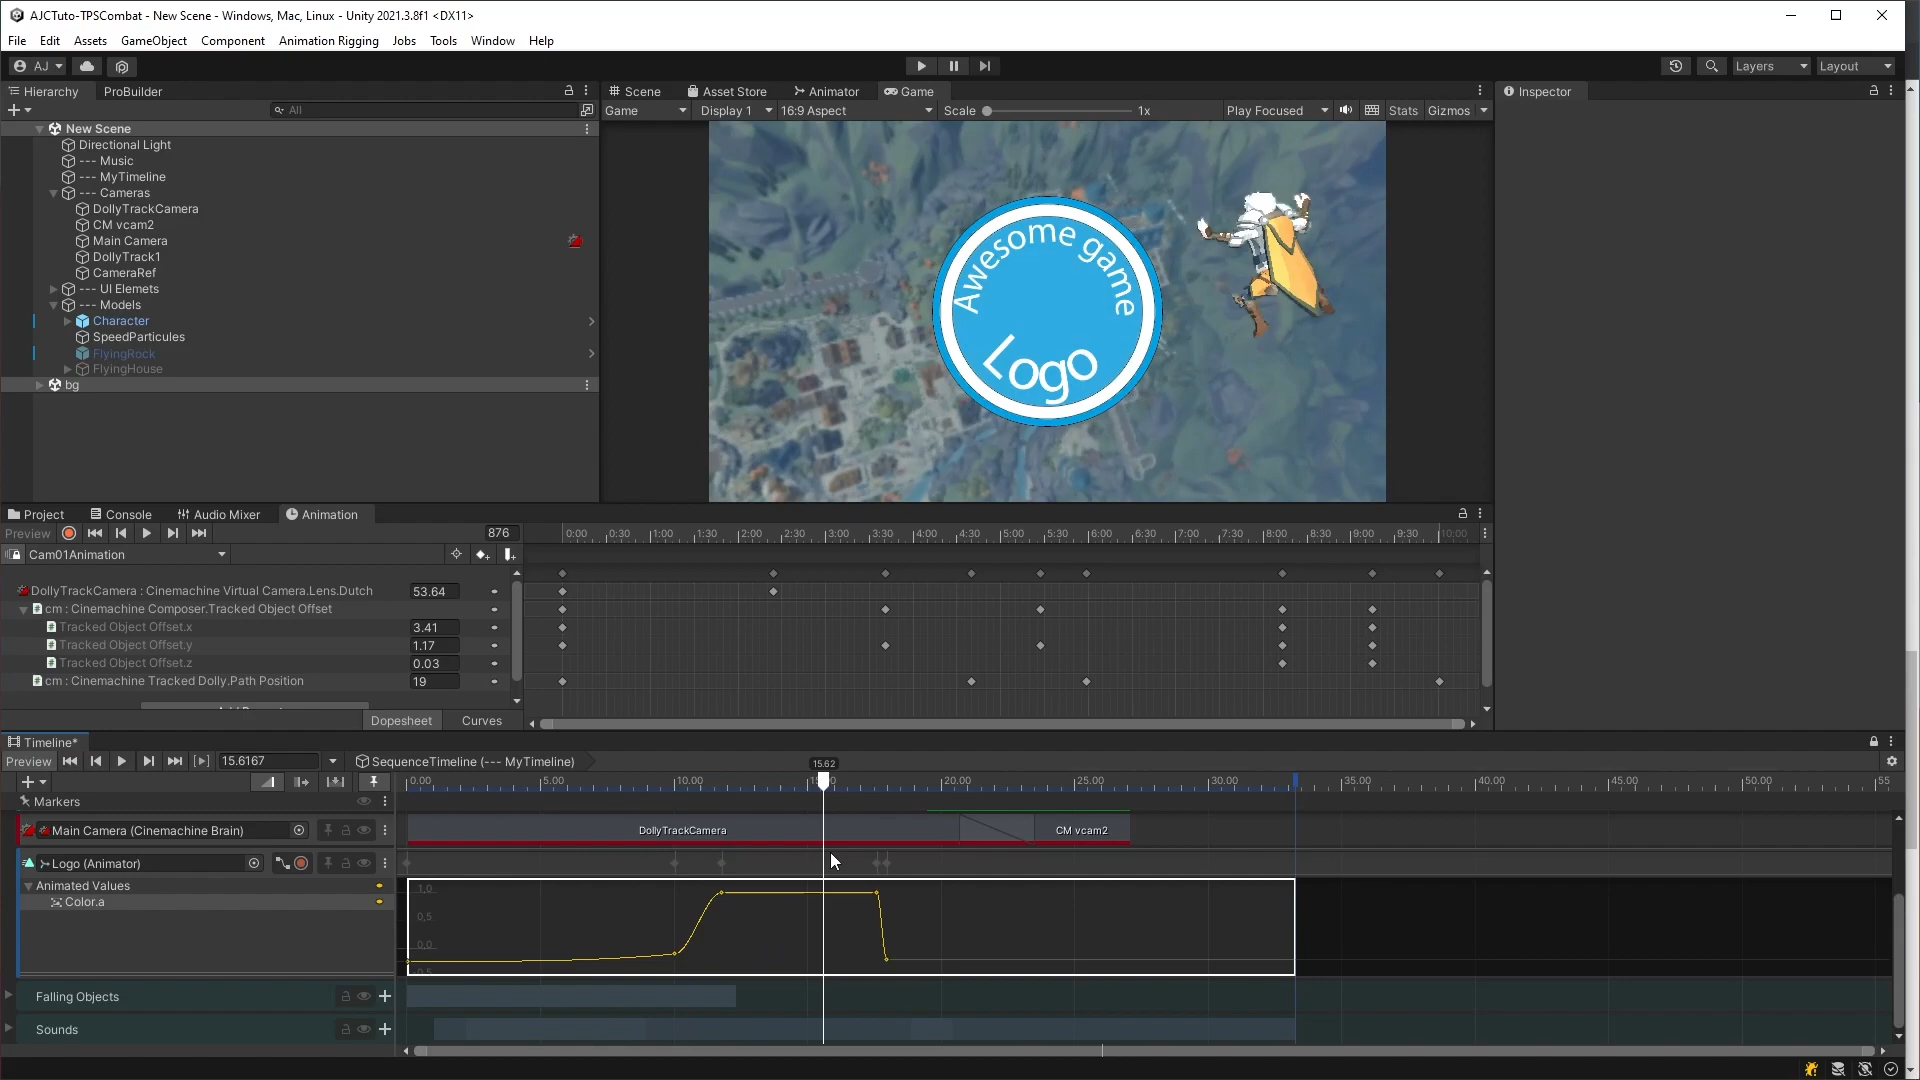 AJCTuto-TPSCombat - New Scene - Windows, Mac, Linux - Unity 2021.3.8f1 <DX11>
File Edit Assets GameObject Component Animation Rigging Jobs Tools Window Help
AJ Layers Layout
Hierarchy ProBuilder Scene Asset Store Animator Game Inspector
All Game Display 1 16:9 Aspect Scale 1x Play Focused Stats Gizmos
New Scene
Directional Light
--- Music
--- MyTimeline
--- Cameras
DollyTrackCamera
CM vcam2
Main Camera
DollyTrack1
CameraRef
--- UI Elemets
--- Models
Character
SpeedParticules
FlyingRock
FlyingHouse
bg
Awesome game
Logo
Project Console Audio Mixer Animation
Preview 876 0:00 0:30 1:00 1:30 2:00 2:30 3:00 3:30 4:00 4:30 5:00 5:30 6:00 6:30 7:00 7:30 8:00 8:30 9:00 9:30 10:00
Cam01Animation
DollyTrackCamera : Cinemachine Virtual Camera.Lens.Dutch 53.64
cm : Cinemachine Composer.Tracked Object Offset
Tracked Object Offset.x 3.41
Tracked Object Offset.y 1.17
Tracked Object Offset.z 0.03
cm : Cinemachine Tracked Dolly.Path Position 19
Dopesheet Curves
Timeline*
Preview 15.6167 SequenceTimeline (--- MyTimeline) 15.62
0.00 5.00 10.00 20.00 25.00 30.00 35.00 40.00 45.00 50.00 55
Markers
Main Camera (Cinemachine Brain) DollyTrackCamera CM vcam2
Logo (Animator)
Animated Values 1,0
Color.a
0,5
0,0
-0,5
Falling Objects
Sounds